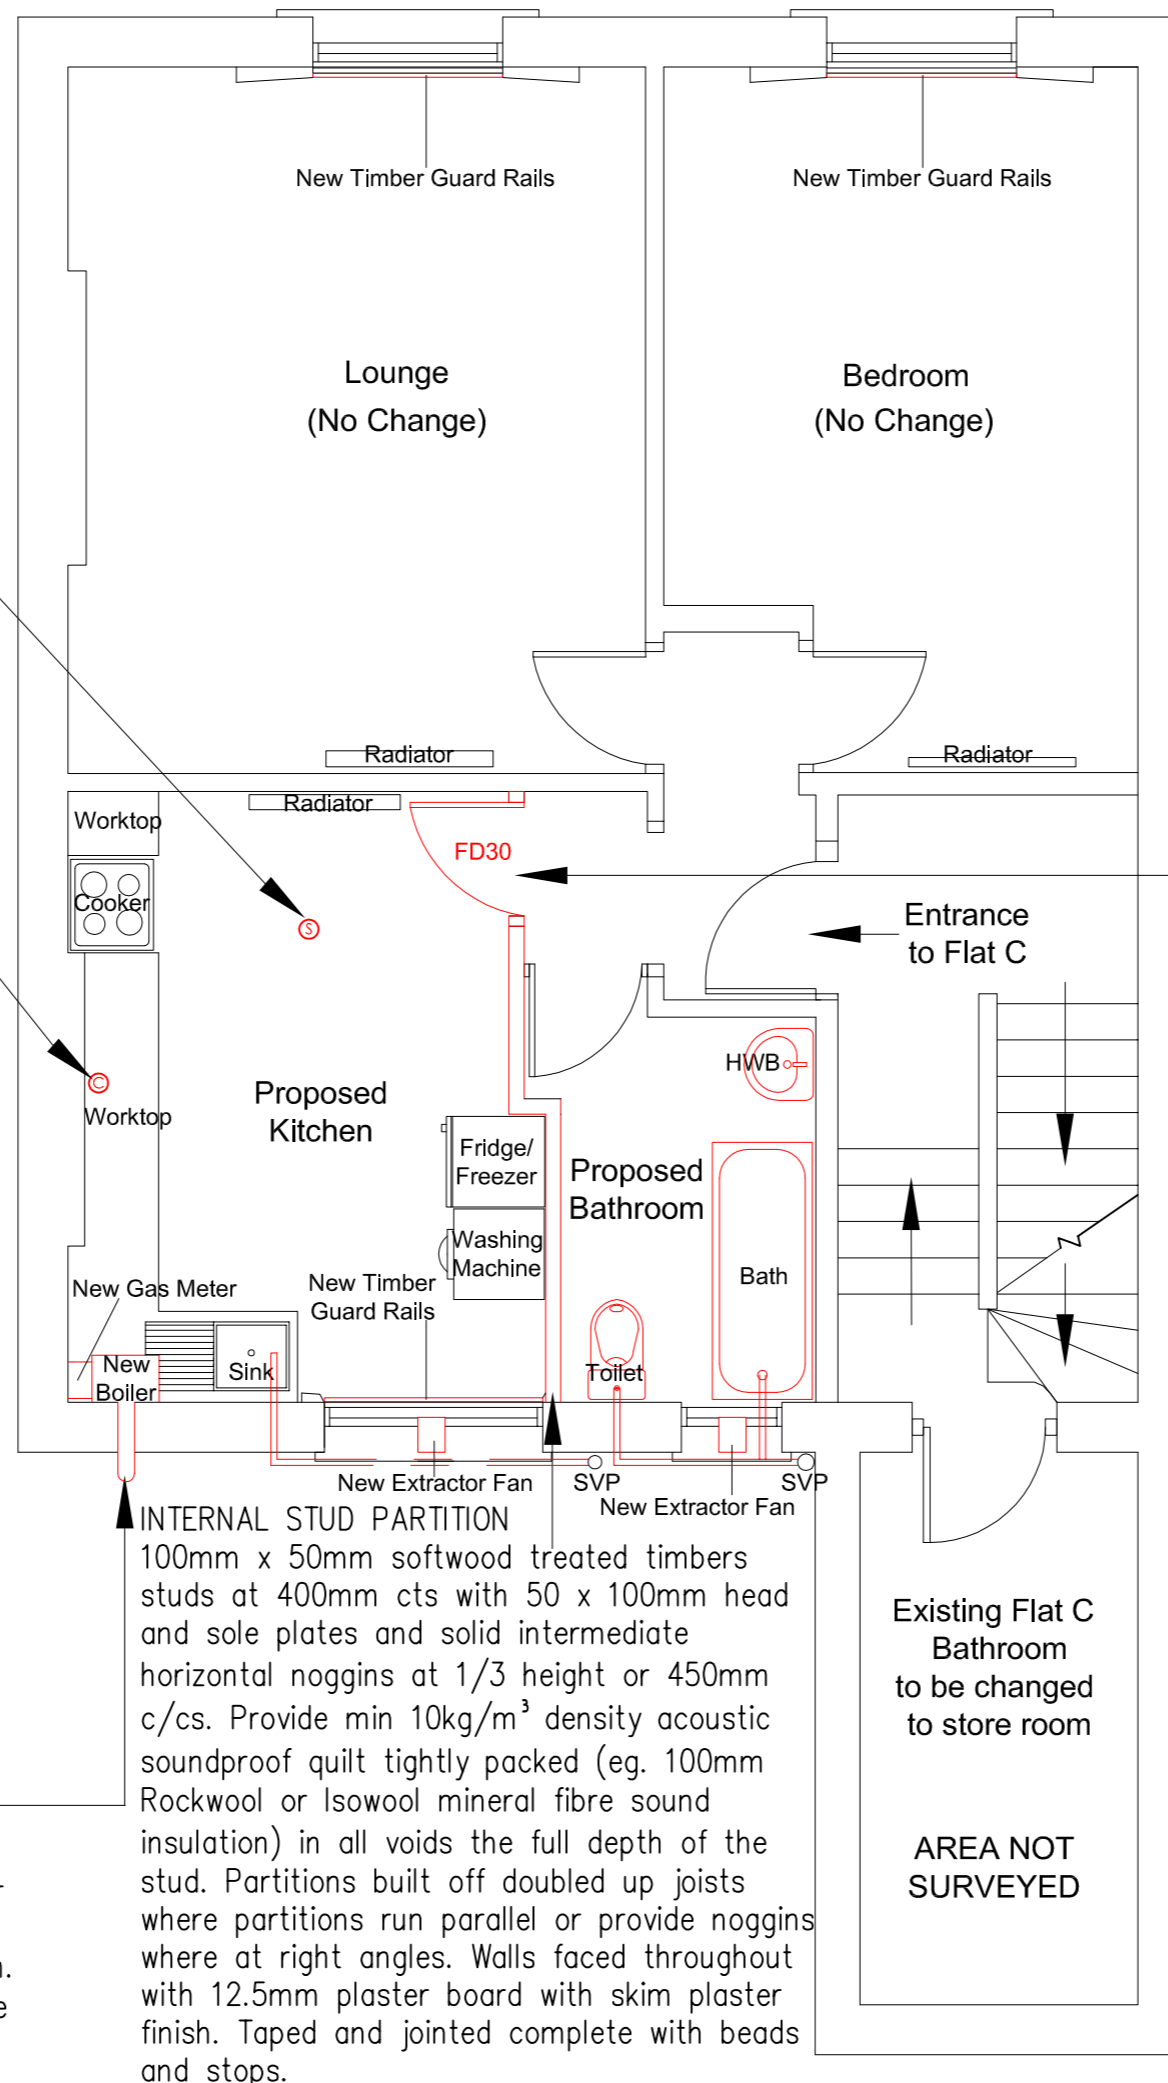 New Timber Guard Rails
New Timber Guard Rails
Lounge
(No Change)
Bedroom
(No Change)
Radiator
Radiator
Radiator
Worktop
FD30
Cooker
S
Entrance
to Flat C
HWB
C
Worktop
Proposed
Kitchen
Fridge/
Freezer
Proposed
Bathroom
Washing
Machine
Bath
New Gas Meter
New Timber
Guard Rails
New
Boiler
Sink
Toilet
New Extractor Fan
SVP
SVP
New Extractor Fan
INTERNAL STUD PARTITION
100mm x 50mm softwood treated timbers
studs at 400mm cts with 50 x 100mm head
and sole plates and solid intermediate
horizontal noggins at 1/3 height or 450mm
c/cs. Provide min 10kg/m³ density acoustic
soundproof quilt tightly packed (eg. 100mm
Rockwool or Isowool mineral fibre sound
insulation) in all voids the full depth of the
stud. Partitions built off doubled up joists
where partitions run parallel or provide noggins
where at right angles. Walls faced throughout
with 12.5mm plaster board with skim plaster
finish. Taped and jointed complete with beads
and stops.
Existing Flat C
Bathroom
to be changed
to store room
AREA NOT
SURVEYED